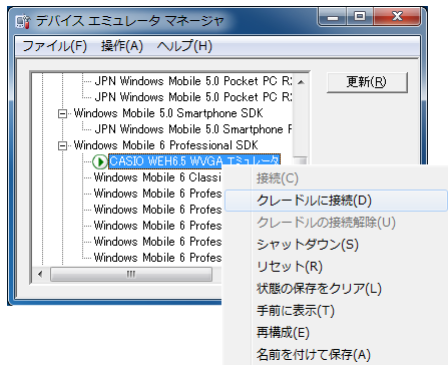 デバイス エミュレータ マネージャ
ファイル(F) 操作(A) ヘルプ(H)
更新(R)
JPN Windows Mobile 5.0 Pocket PC R
JPN Windows Mobile 5.0 Pocket PC R
Windows Mobile 5.0 Smartphone SDK
JPN Windows Mobile 5.0 Smartphone
Windows Mobile 6 Professional SDK
CASIO WEH6.5 WVGA エミュレータ
Windows Mobile 6 Classi
Windows Mobile 6 Profes
Windows Mobile 6 Profes
Windows Mobile 6 Profes
Windows Mobile 6 Profes
Windows Mobile 6 Profes
接続(C)
クレードルに接続(D)
クレードルの接続解除(U)
シャットダウン(S)
リセット(R)
状態の保存をクリア(L)
手前に表示(T)
再構成(E)
名前を付けて保存(A)